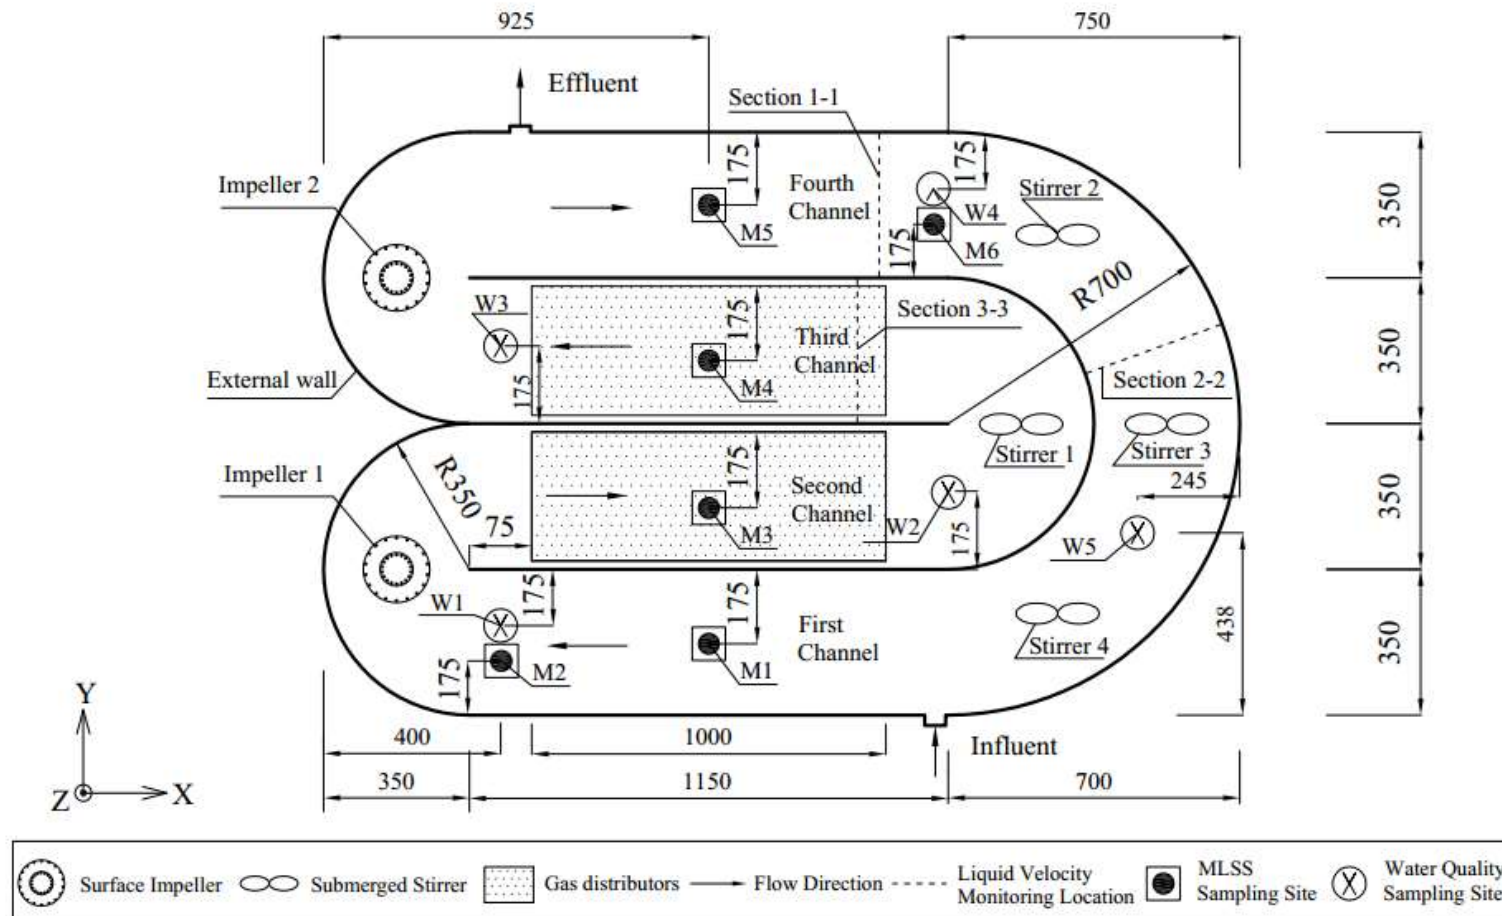 925
750
Effluent
Section 1-1
175
175
Impeller 2
Fourth
Channel
Stirrer 2
W4
M5
M6
175
350
R700
W3
Section 3-3
175
Third
Channel
350
External wall
M4
175
Section 2-2
Stirrer 1
Stirrer 3
Impeller 1
R350
175
Second
Channel
245
350
75
M3
W2
175
W5
W1
175
175
First
Channel
438
Stirrer 4
350
M2
M1
175
Y
Z
X
400
1000
Influent
350
1150
700
Surface Impeller
Submerged Stirrer
Gas distributors
Flow Direction
Liquid Velocity
Monitoring Location
MLSS
Sampling Site
Water Quality
Sampling Site